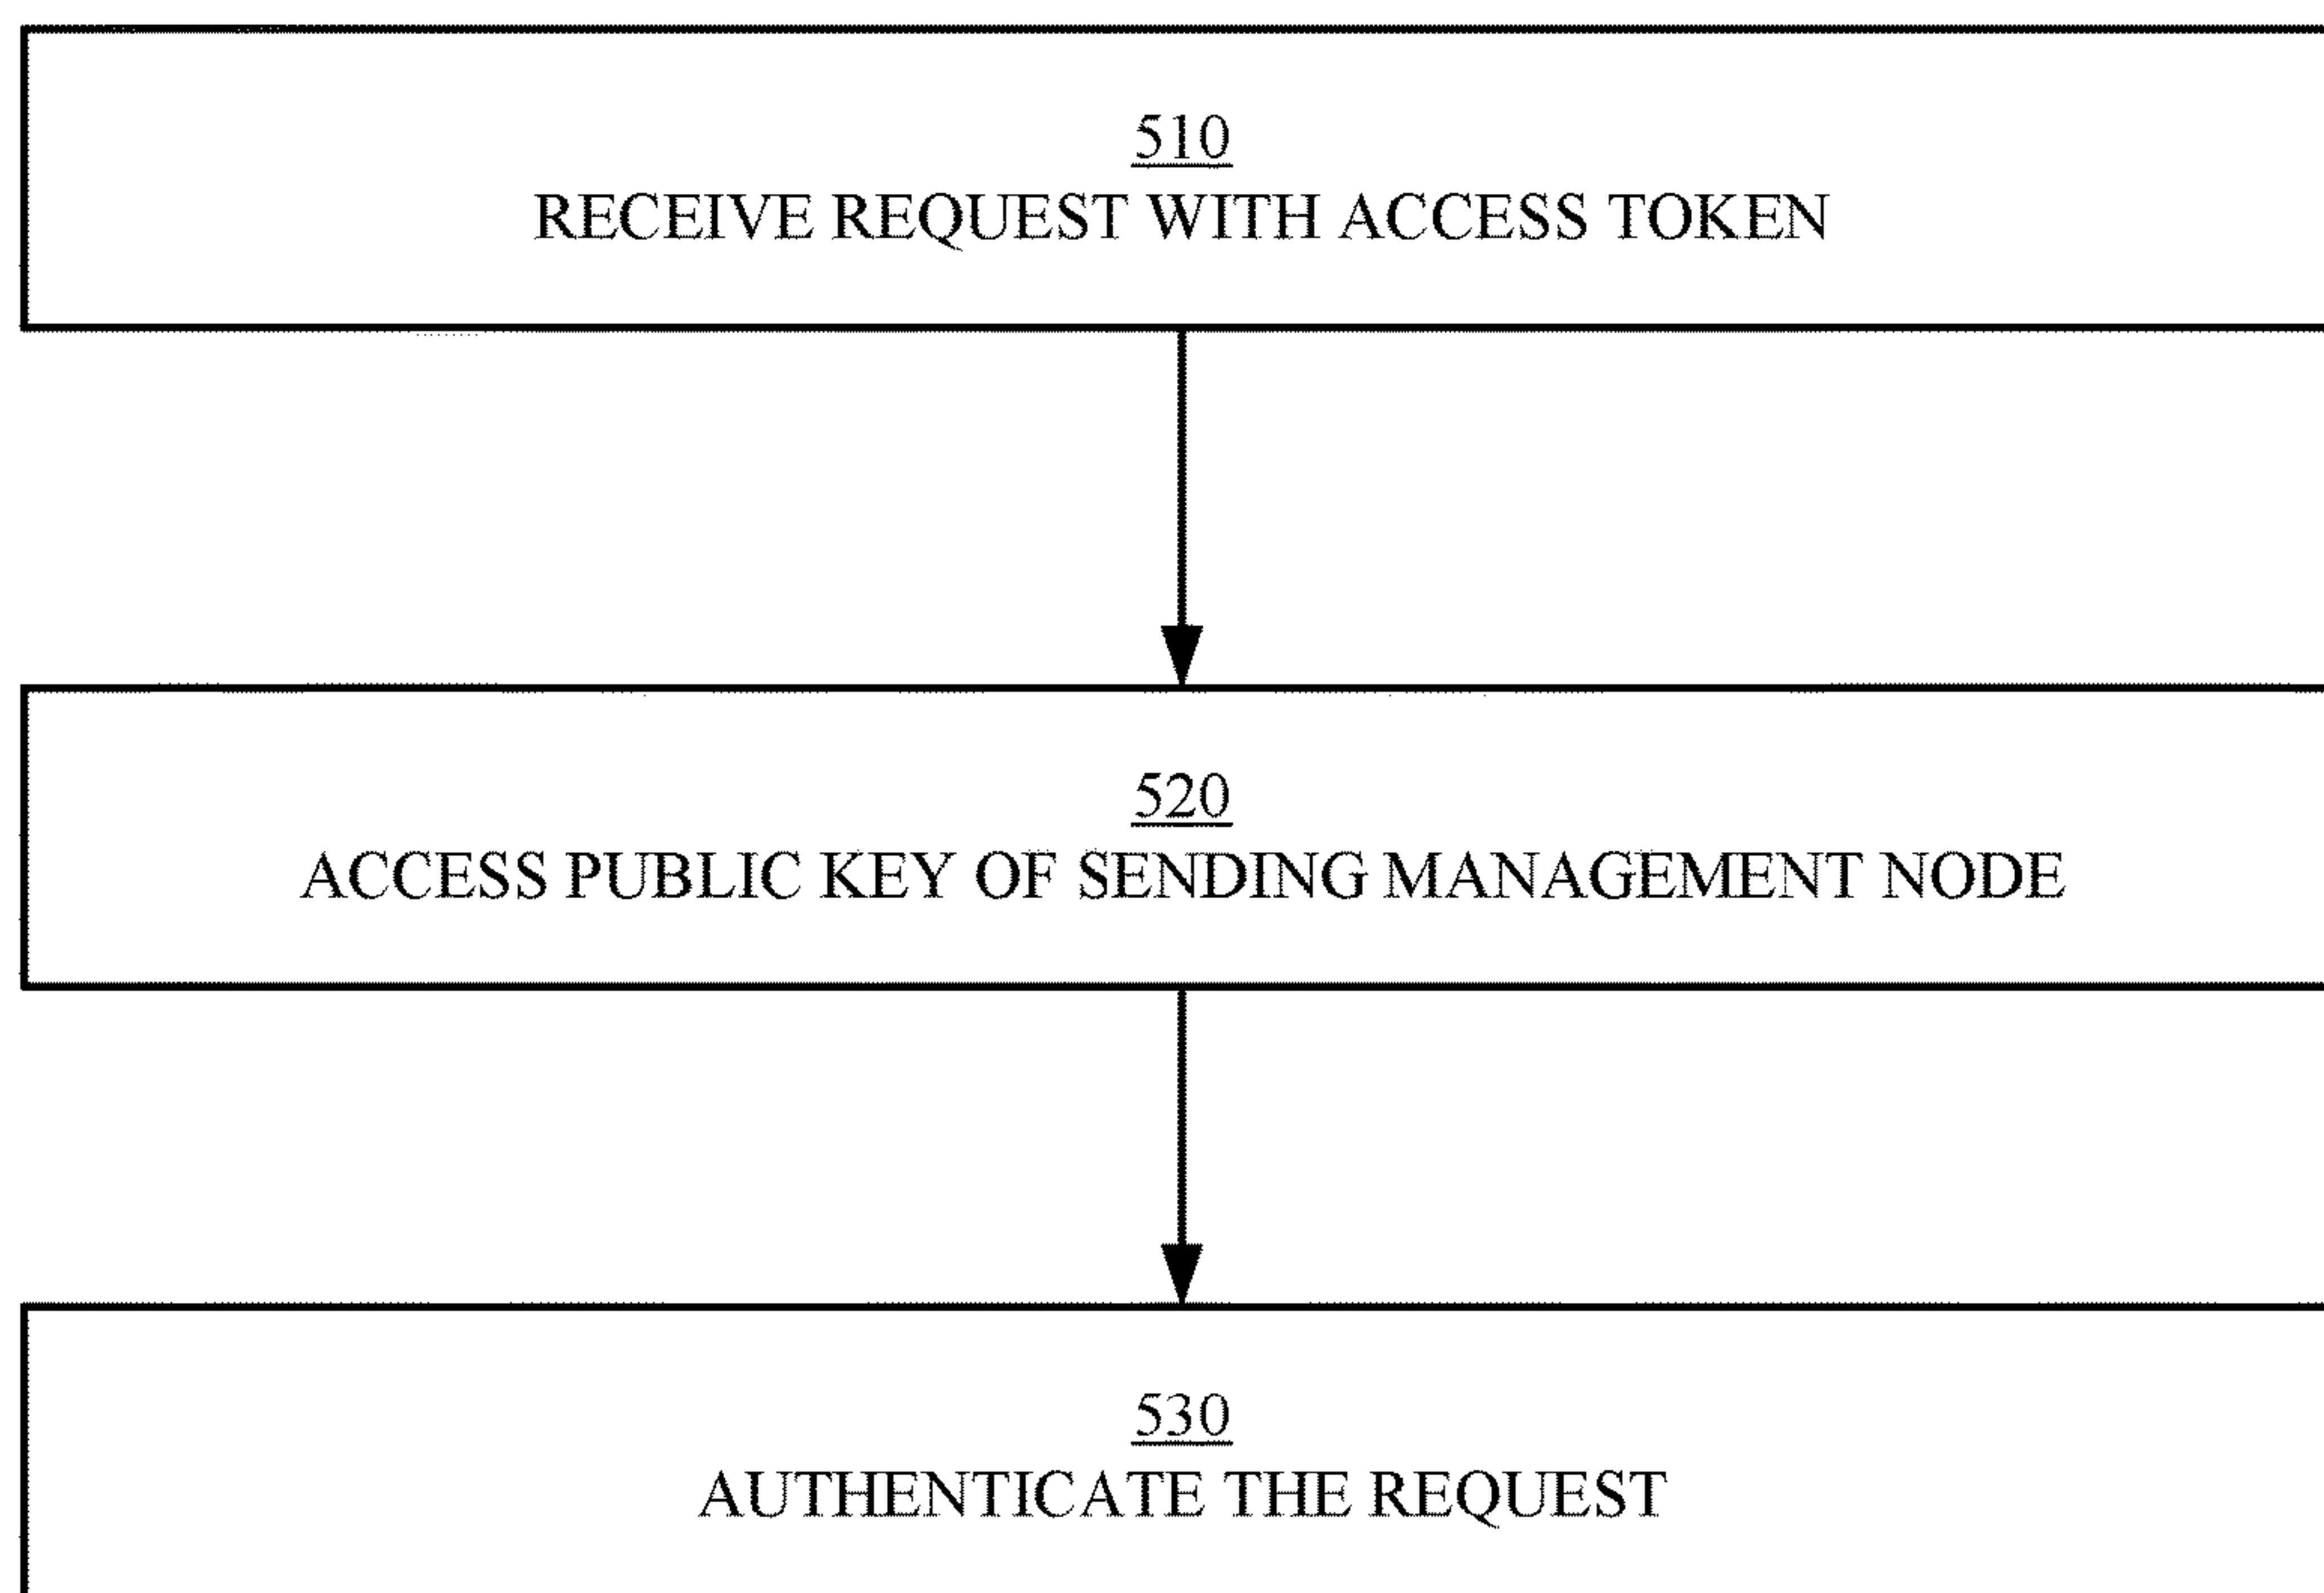 510
RECEIVE REQUEST WITH ACCESS TOKEN
520
ACCESS PUBLIC KEY OF SENDING MANAGEMENT NODE
530
AUTHENTICATE THE REQUEST